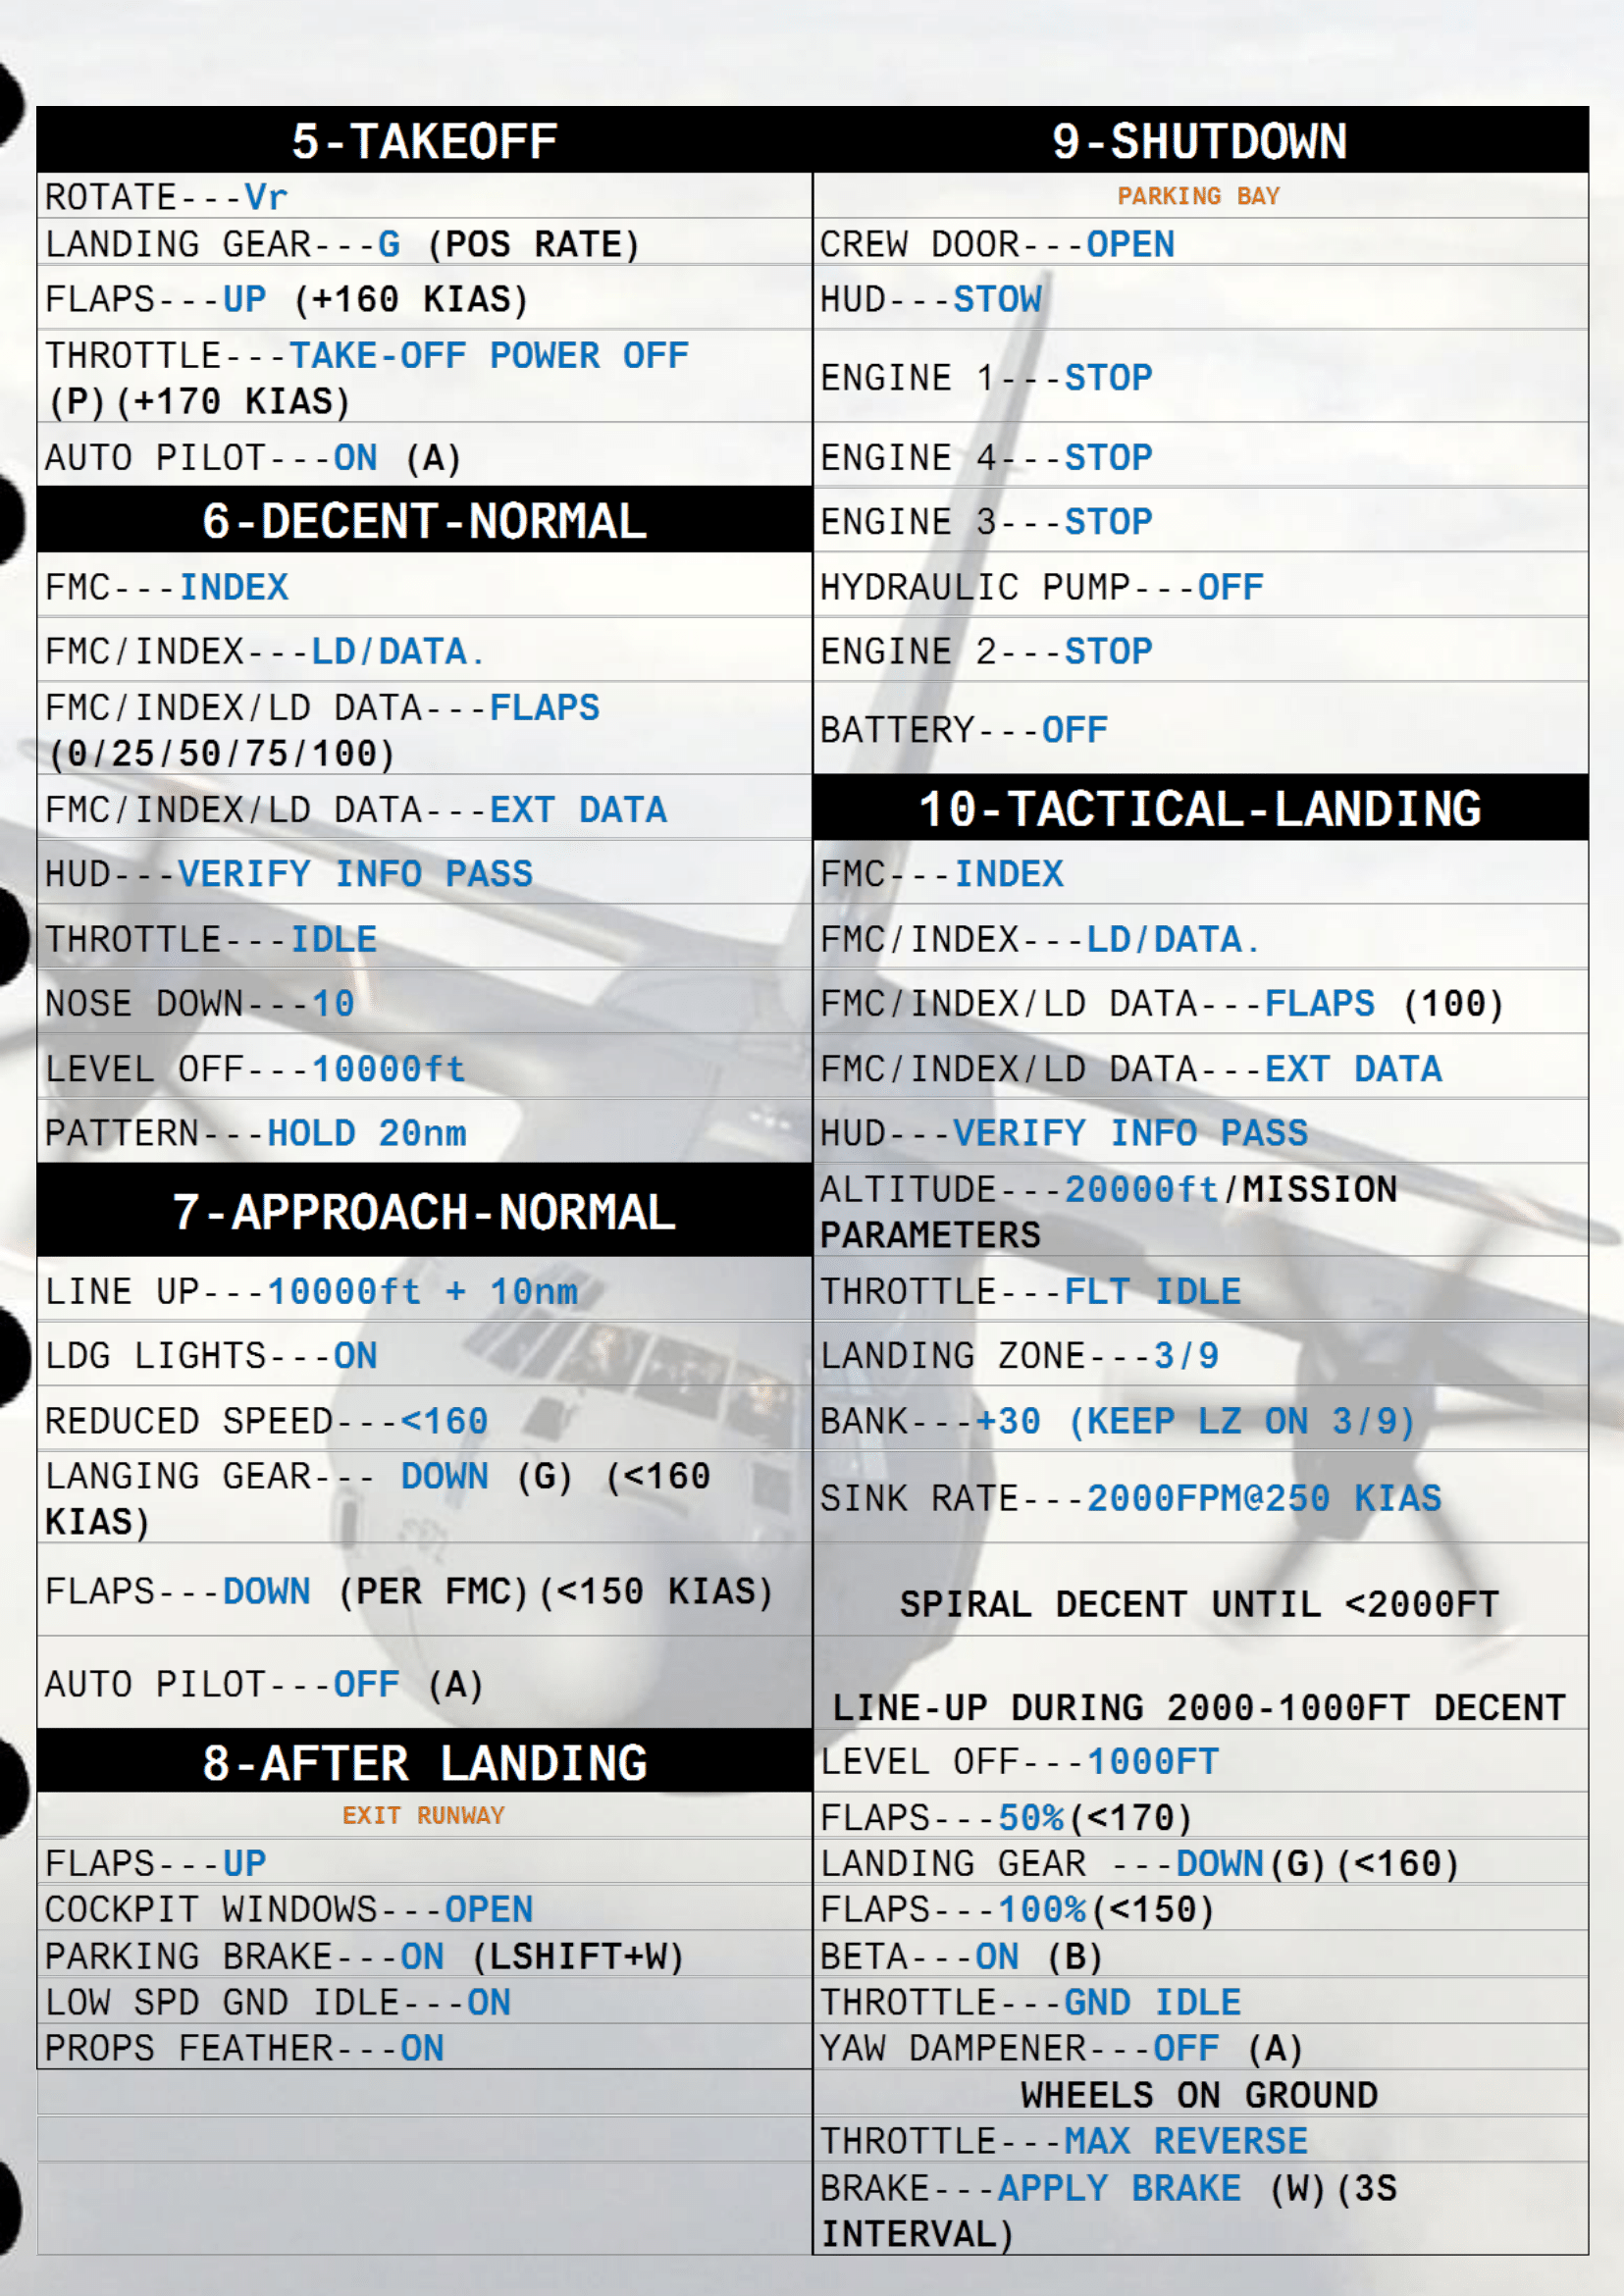 5-TAKEOFF
ROTATE---Vr
LANDING GEAR---G (POS RATE)
FLAPS---UP (+160 KIAS)
THROTTLE---TAKE-OFF POWER OFF
(P)(+170 KIAS)
AUTO PILOT---ON (A)
6-DECENT-NORMAL
FMC---INDEX
FMC/INDEX---LD/DATA.
FMC/INDEX/LD DATA---FLAPS
(0/25/50/75/100)
FMC/INDEX/LD DATA---EXT DATA
HUD---VERIFY INFO PASS
THROTTLE---IDLE
NOSE DOWN---10
LEVEL OFF---10000ft
PATTERN---HOLD 20nm
7-APPROACH-NORMAL
LINE UP---10000ft + 10nm
LDG LIGHTS---ON
REDUCED SPEED---<160
LANGING GEAR--- DOWN (G) (<160
KIAS)
FLAPS---DOWN (PER FMC)(<150 KIAS)
AUTO PILOT---OFF (A)
8-AFTER LANDING
EXIT RUNWAY
FLAPS---UP
COCKPIT WINDOWS---OPEN
PARKING BRAKE---ON (LSHIFT+W)
LOW SPD GND IDLE---ON
PROPS FEATHER---ON
9-SHUTDOWN
PARKING BAY
CREW DOOR---OPEN
HUD---STOW
ENGINE 1---STOP
ENGINE 4---STOP
ENGINE 3---STOP
HYDRAULIC PUMP---OFF
ENGINE 2---STOP
BATTERY---OFF
10-TACTICAL-LANDING
FMC---INDEX
FMC/INDEX---LD/DATA.
FMC/INDEX/LD DATA---FLAPS (100)
FMC/INDEX/LD DATA---EXT DATA
HUD---VERIFY INFO PASS
ALTITUDE---20000ft/MISSION
PARAMETERS
THROTTLE---FLT IDLE
LANDING ZONE---3/9
BANK---+30 (KEEP LZ ON 3/9)
SINK RATE---2000FPM@250 KIAS
SPIRAL DECENT UNTIL <2000FT
LINE-UP DURING 2000-1000FT DECENT
LEVEL OFF---1000FT
FLAPS---50%(<170)
LANDING GEAR ---DOWN(G)(<160)
FLAPS---100%(<150)
BETA---ON (B)
THROTTLE---GND IDLE
YAW DAMPENER---OFF (A)
WHEELS ON GROUND
THROTTLE---MAX REVERSE
BRAKE---APPLY BRAKE (W)(3S
INTERVAL)